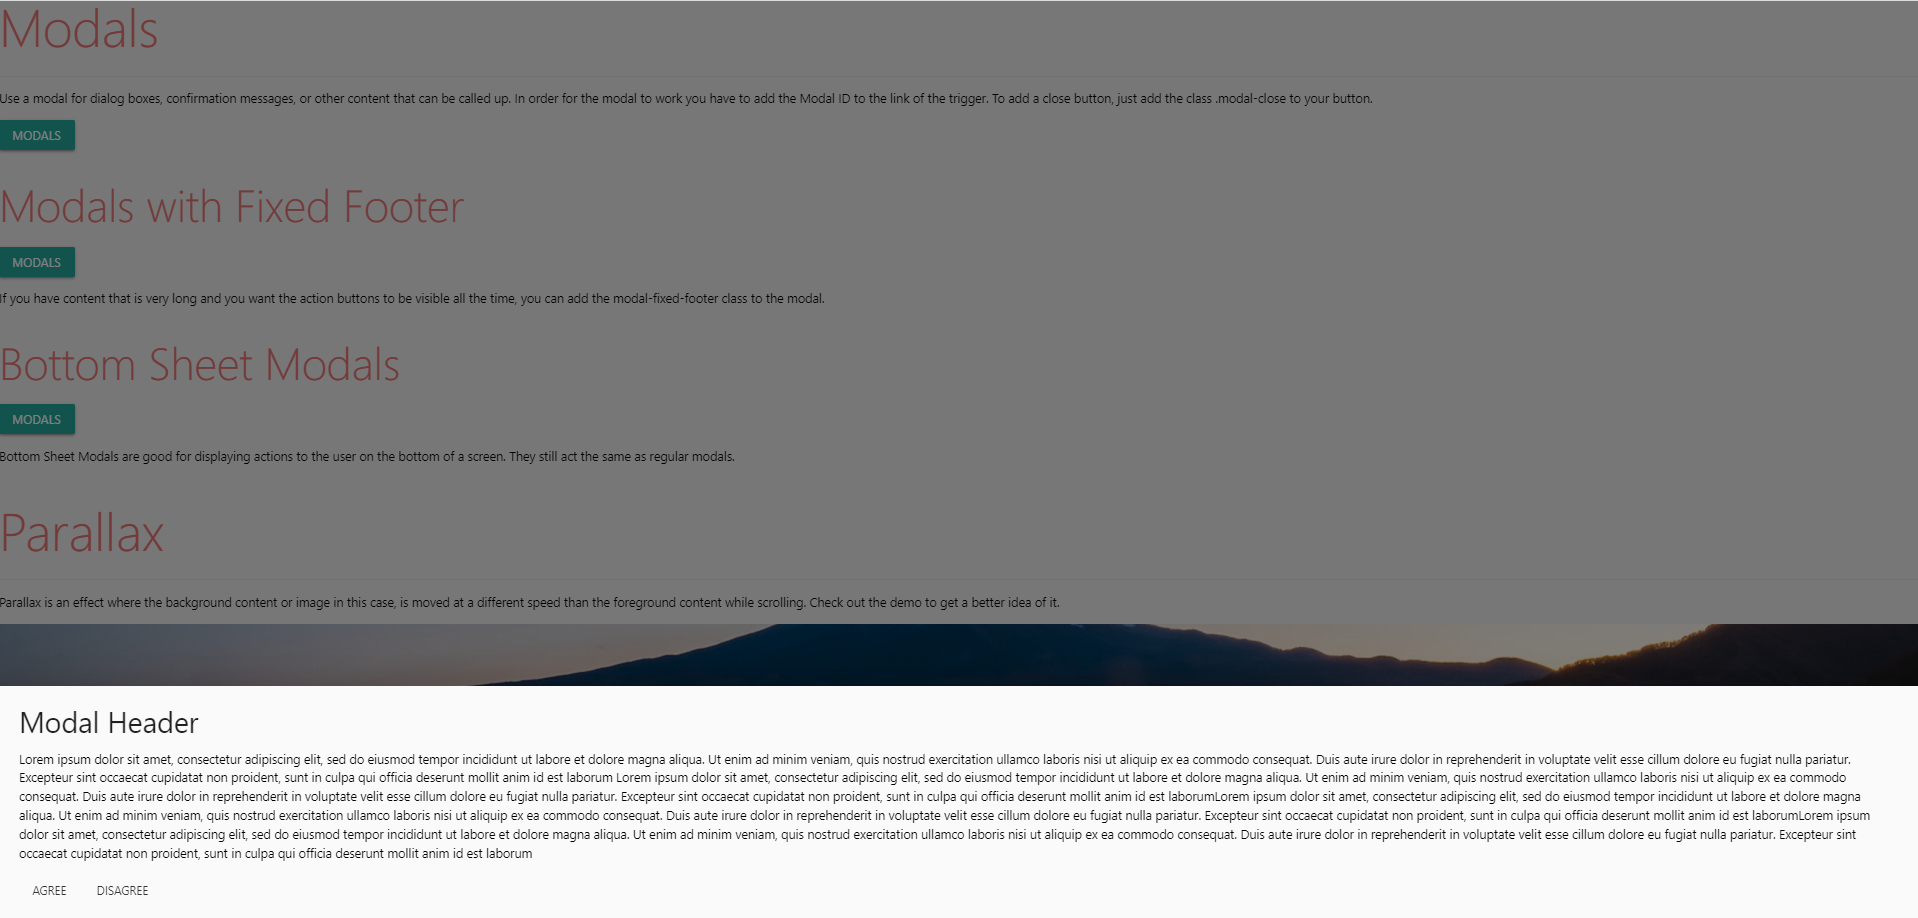 Modals
Use a modal for dialog boxes, confirmation messages, or other content that can be called up. In order for the modal to work you have to add the Modal ID to the link of the trigger. To add a close button, just add the class .modal-close to your button.
MODALS
Modals with Fixed Footer
MODALS
If you have content that is very long and you want the action buttons to be visible all the time, you can add the modal-fixed-footer class to the modal.
Bottom Sheet Modals
MODALS
Bottom Sheet Modals are good for displaying actions to the user on the bottom of a screen. They still act the same as regular modals.
Parallax
Parallax is an effect where the background content or image in this case, is moved at a different speed than the foreground content while scrolling. Check out the demo to get a better idea of it.
Modal Header
Lorem ipsum dolor sit amet, consectetur adipiscing elit, sed do eiusmod tempor incididunt ut labore et dolore magna aliqua. Ut enim ad minim veniam, quis nostrud exercitation ullamco laboris nisi ut aliquip ex ea commodo consequat. Duis aute irure dolor in reprehenderit in voluptate velit esse cillum dolore eu fugiat nulla pariatur.
Excepteur sint occaecat cupidatat non proident, sunt in culpa qui officia deserunt mollit anim id est laborum Lorem ipsum dolor sit amet, consectetur adipiscing elit, sed do eiusmod tempor incididunt ut labore et dolore magna aliqua. Ut enim ad minim veniam, quis nostrud exercitation ullamco laboris nisi ut aliquip ex ea commodo
consequat. Duis aute irure dolor in reprehenderit in voluptate velit esse cillum dolore eu fugiat nulla pariatur. Excepteur sint occaecat cupidatat non proident, sunt in culpa qui officia deserunt mollit anim id est laborumLorem ipsum dolor sit amet, consectetur adipiscing elit, sed do eiusmod tempor incididunt ut labore et dolore magna
aliqua. Ut enim ad minim veniam, quis nostrud exercitation ullamco laboris nisi ut aliquip ex ea commodo consequat. Duis aute irure dolor in reprehenderit in voluptate velit esse cillum dolore eu fugiat nulla pariatur. Excepteur sint occaecat cupidatat non proident, sunt in culpa qui officia deserunt mollit anim id est laborumLorem ipsum
dolor sit amet, consectetur adipiscing elit, sed do eiusmod tempor incididunt ut labore et dolore magna aliqua. Ut enim ad minim veniam, quis nostrud exercitation ullamco laboris nisi ut aliquip ex ea commodo consequat. Duis aute irure dolor in reprehenderit in voluptate velit esse cillum dolore eu fugiat nulla pariatur. Excepteur sint
occaecat cupidatat non proident, sunt in culpa qui officia deserunt mollit anim id est laborum
AGREE DISAGREE